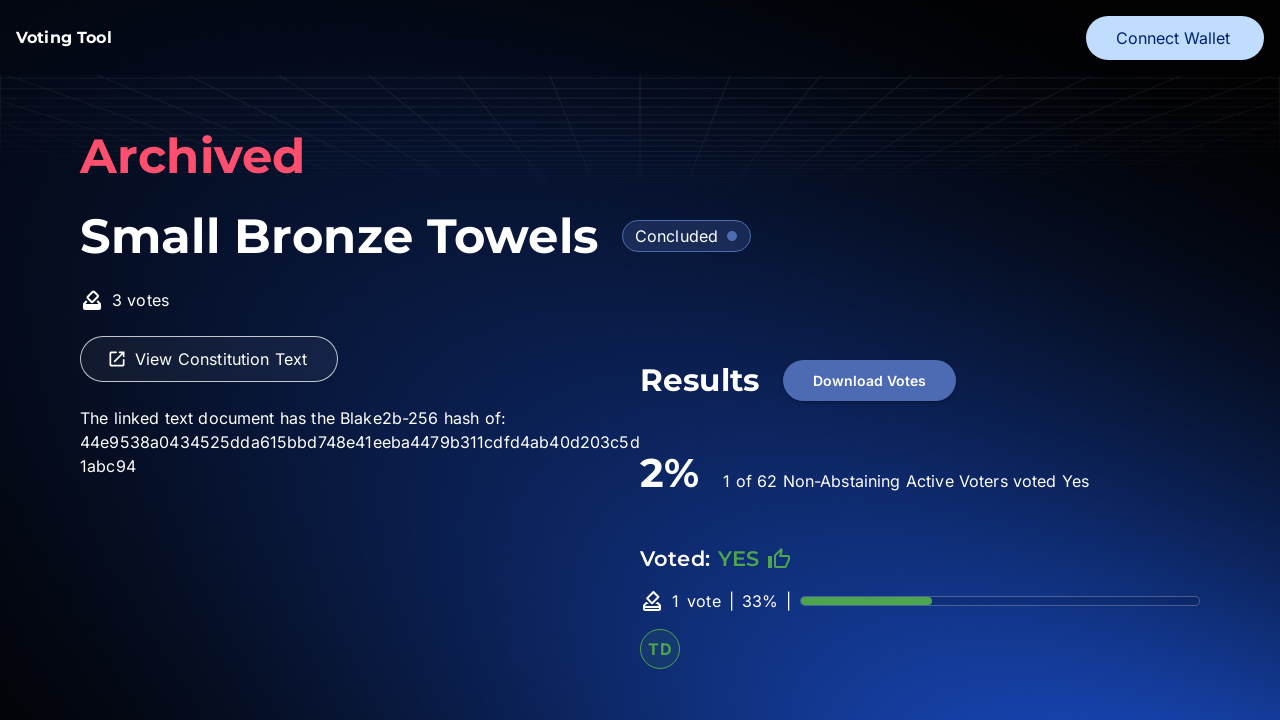 Voting Tool
Connect Wallet
Archived
Small Bronze Towels
Concluded
3 votes
View Constitution Text
The linked text document has the Blake2b-256 hash of:
44e9538a0434525dda615bbd748e41eeba4479b311cdfd4ab40d203c5d
1abc94
Results
Download Votes
2%
1 of 62 Non-Abstaining Active Voters voted Yes
Voted: YES
1 vote | 33% |
TD